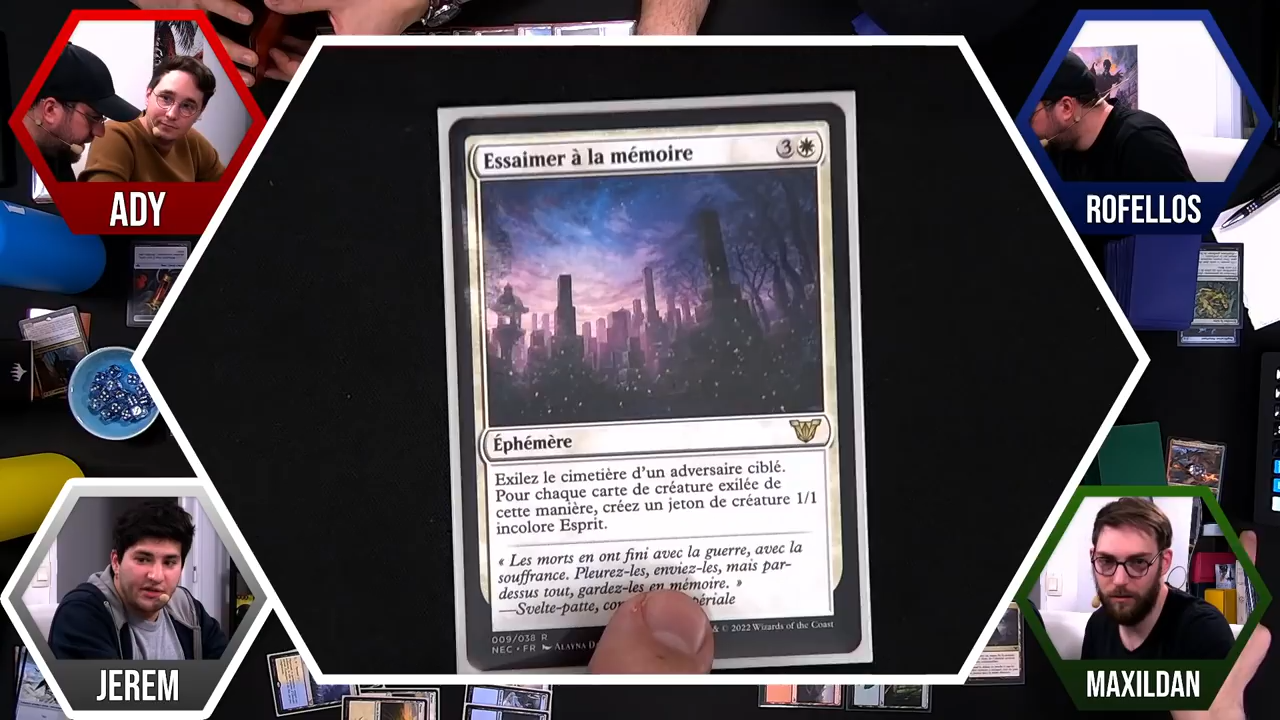 ADY
ROFELLOS
Essaimer à la mémoire
3
Éphémère
Exilez le cimetière d'un adversaire ciblé.
Pour chaque carte de créature exilée de
cette manière, créez un jeton de créature 1/1
incolore Esprit.
« Les morts en ont fini avec la guerre, avec la
souffrance. Pleurez-les, enviez-les, mais par-
dessus tout, gardez-les en mémoire. »
—Svelte-patte,
009/038 R
NEC • FR ALAYNA
& © 2022 Wizards of the Coast
JEREM
MAXILDAN